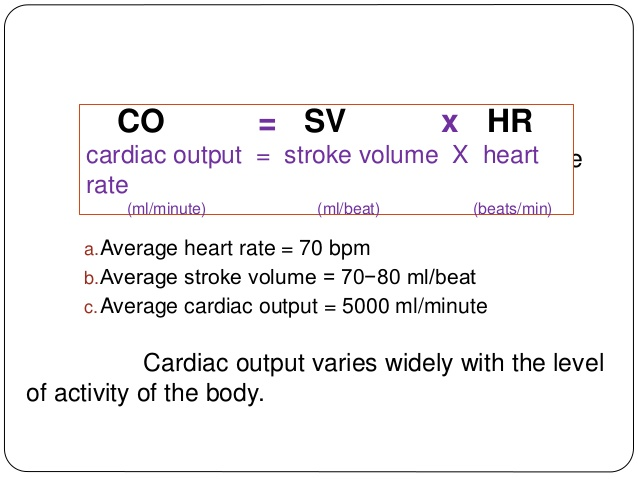 CO = SV x HR
cardiac output = stroke volume X heart
rate
(ml/minute) (ml/beat) (beats/min)
a.Average heart rate = 70 bpm
b.Average stroke volume = 70−80 ml/beat
c.Average cardiac output = 5000 ml/minute
Cardiac output varies widely with the level
of activity of the body.